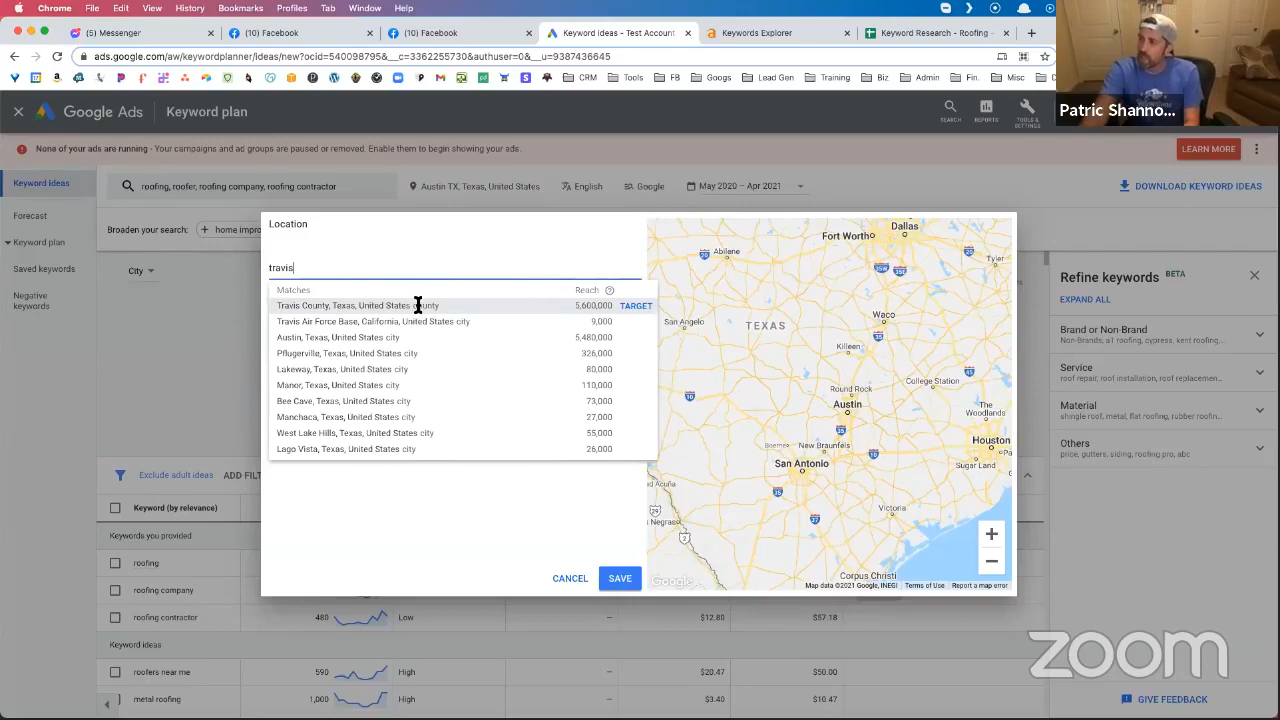 Chrome File Edit View History Bookmarks Profiles Tab Window Help
(5) Messenger
(10) Facebook
(10) Facebook
Keyword ideas - Test Account
Keywords Explorer
Keyword Research - Roofing -
ads.google.com/aw/keywordplanner/ideas/new?ocid=540098795&__c=3362255730&authuser=0&__u=9387436645
CRM Tools FB Googs Lead Gen Training Biz Admin Fin. Misc
Patric Shanno...
Google Ads
Keyword plan
SEARCH REPORTS TOOLS & SETTINGS
None of your ads are running - Your campaigns and ad groups are paused or removed. Enable them to begin showing your ads.
LEARN MORE
Keyword ideas
Forecast
Keyword plan
Saved keywords
Negative
keywords
roofing, roofer, roofing company, roofing contractor
Austin TX, Texas, United States
English
Google
May 2020 – Apr 2021
DOWNLOAD KEYWORD IDEAS
Broaden your search:
+ home impro
City
Location
travis
Matches Reach
Travis County, Texas, United States county 5,600,000 TARGET
Travis Air Force Base, California, United States city 9,000
Austin, Texas, United States city 5,480,000
Pflugerville, Texas, United States city 326,000
Lakeway, Texas, United States city 80,000
Manor, Texas, United States city 110,000
Bee Cave, Texas, United States city 73,000
Manchaca, Texas, United States city 27,000
West Lake Hills, Texas, United States city 55,000
Lago Vista, Texas, United States city 26,000
CANCEL
SAVE
Fort Worth
Dallas
Abilene
Tyler
Waco
San Angelo
TEXAS
Killeen
Round Rock
College Station
Austin
The
Woodlands
Boerne
New Braunfels
Houston
San Antonio
Sugar Land
Victoria
Corpus Christi
Google
Map data ©2021 Google, INEGI Terms of Use Report a map error
Refine keywords BETA
EXPAND ALL
Brand or Non-Brand
Non-Brands, a1 roofing, cypress, kent roofing,...
Service
roof repair, roof installation, roof replacemen...
Material
shingle roof, metal, flat roofing, rubber roofin...
Others
price, gutters, siding, roofing pro, abc
Exclude adult ideas
ADD FILT
Keyword (by relevance)
Keywords you provided
roofing
roofing company
roofing contractor 480 Low – $12.80 $57.18
Keyword ideas
roofers near me 590 High – $20.47 $50.00
metal roofing 1,000 High – $3.40 $10.47
GIVE FEEDBACK
zoom